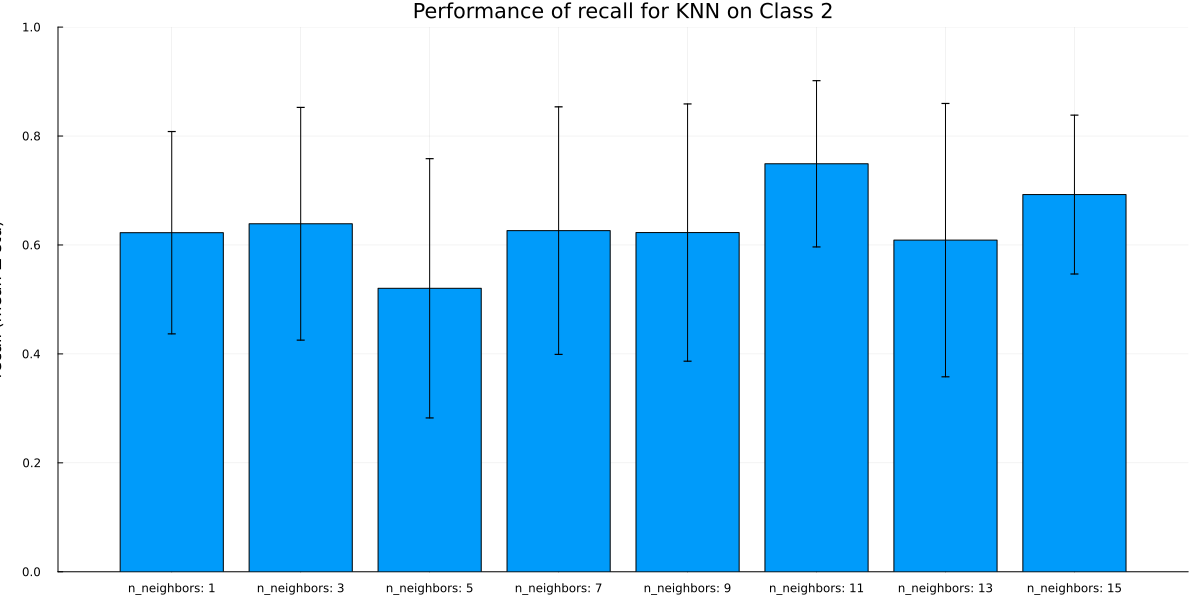 Performance of recall for KNN on Class 2
1.0
0.8
0.6
0.4
0.2
0.0
n_neighbors: 1
n_neighbors: 3
n_neighbors: 5
n_neighbors: 7
n_neighbors: 9
n_neighbors: 11
n_neighbors: 13
n_neighbors: 15